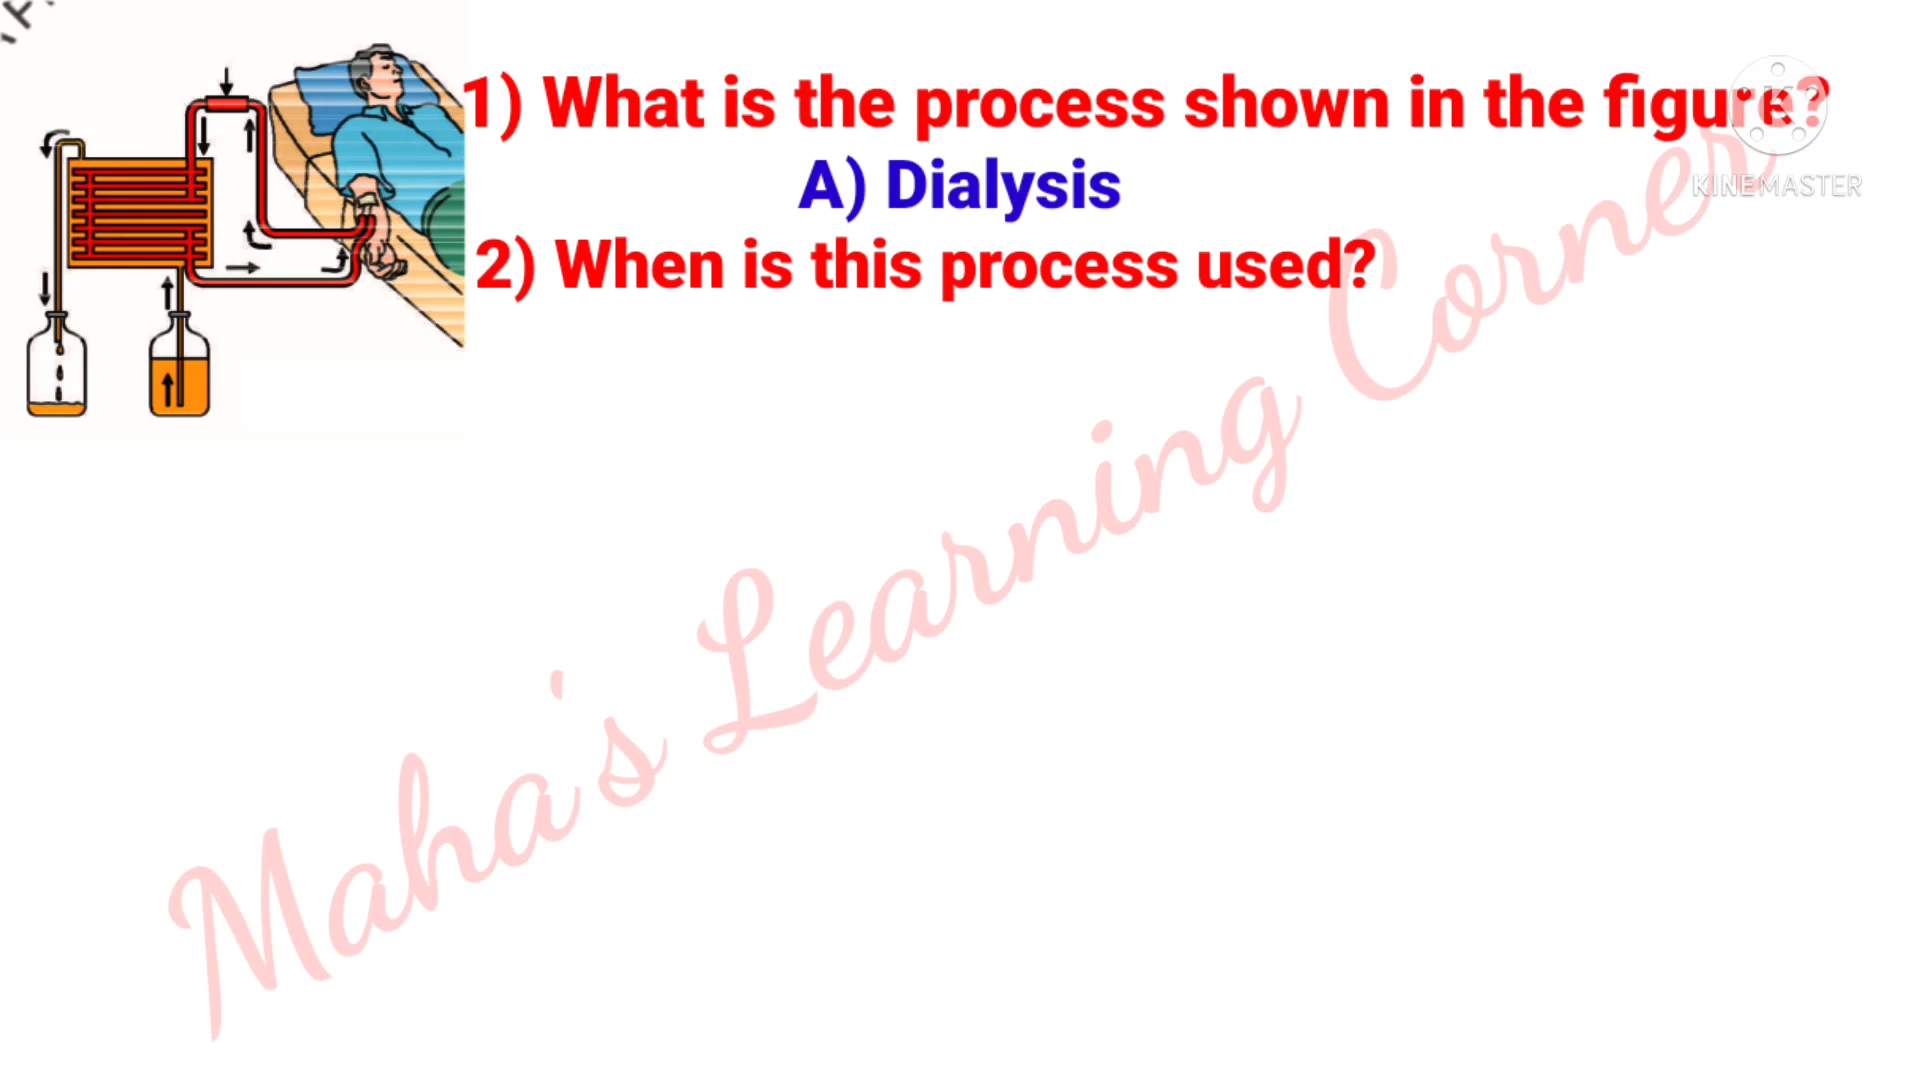 1) What is the process shown in the figure?
A) Dialysis
2) When is this process used?
KINEMASTER
Maha's Learning Corner